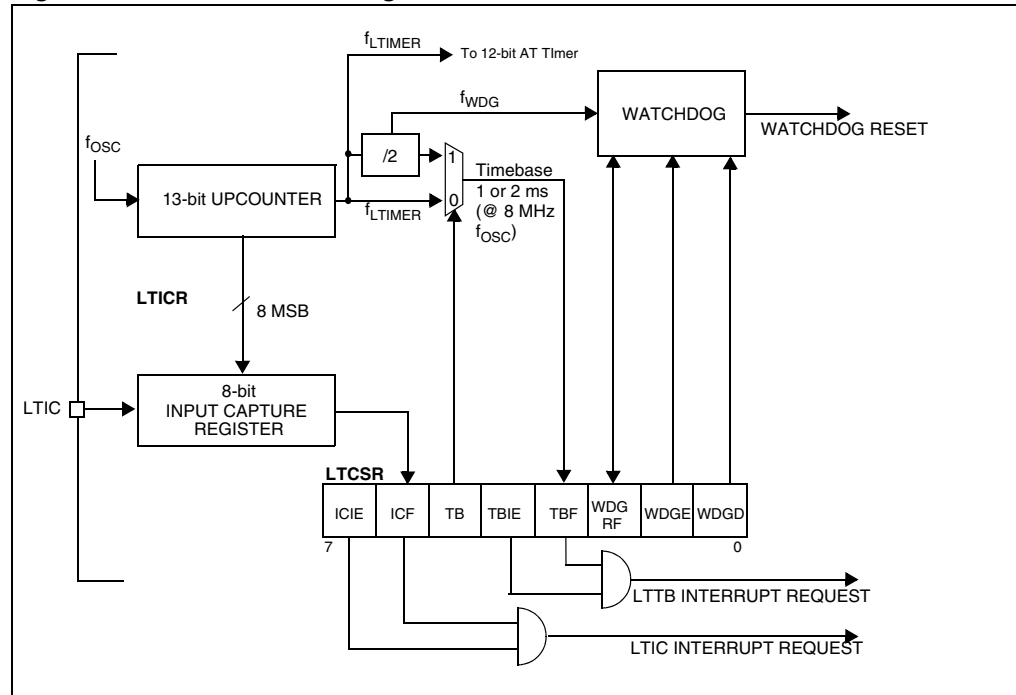 fLTIMER
To 12-bit AT TImer
fWDG
WATCHDOG
WATCHDOG RESET
fOSC
/2
1
0
13-bit UPCOUNTER
fLTIMER
Timebase
1 or 2 ms
(@ 8 MHz
fOSC)
LTICR
8 MSB
LTIC
8-bit
INPUT CAPTURE
REGISTER
LTCSR
ICIE ICF TB TBIE TBF WDG RF WDGE WDGD
7 0
LTTB INTERRUPT REQUEST
LTIC INTERRUPT REQUEST